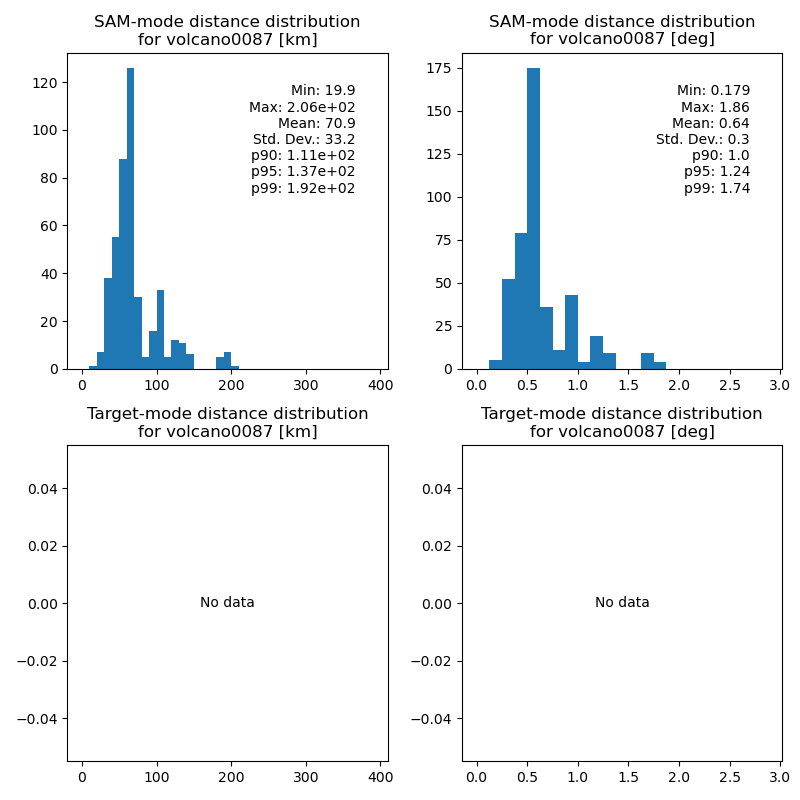 SAM-mode distance distribution
for volcano0087 [km]
120
100
80
60
40
20
0
0 100 200 300 400
Min: 19.9
Max: 2.06e+02
Mean: 70.9
Std. Dev.: 33.2
p90: 1.11e+02
p95: 1.37e+02
p99: 1.92e+02
SAM-mode distance distribution
for volcano0087 [deg]
175
150
125
100
75
50
25
0
0.0 0.5 1.0 1.5 2.0 2.5 3.0
Min: 0.179
Max: 1.86
Mean: 0.64
Std. Dev.: 0.3
p90: 1.0
p95: 1.24
p99: 1.74
Target-mode distance distribution
for volcano0087 [km]
0.04
0.02
0.00
−0.02
−0.04
No data
0 100 200 300 400
Target-mode distance distribution
for volcano0087 [deg]
0.04
0.02
0.00
−0.02
−0.04
No data
0.0 0.5 1.0 1.5 2.0 2.5 3.0